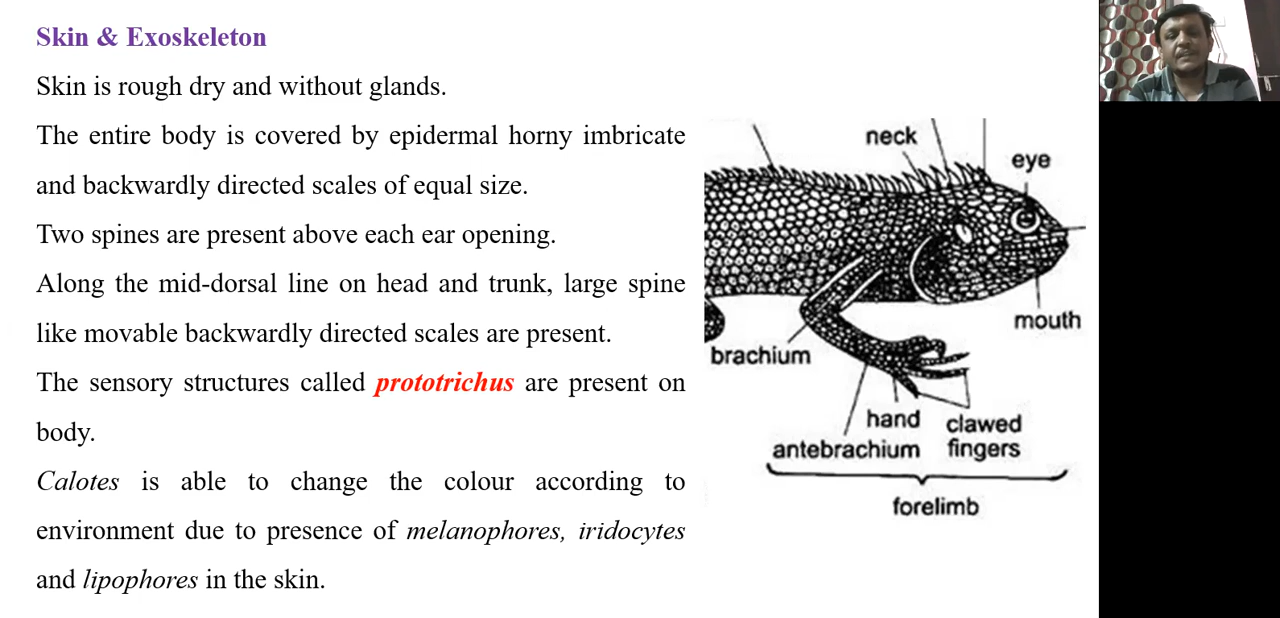 Skin & Exoskeleton
Skin is rough dry and without glands.
The entire body is covered by epidermal horny imbricate
and backwardly directed scales of equal size.
Two spines are present above each ear opening.
Along the mid-dorsal line on head and trunk, large spine
like movable backwardly directed scales are present.
The sensory structures called prototrichus are present on
body.
Calotes is able to change the colour according to
environment due to presence of melanophores, iridocytes
and lipophores in the skin.
neck
eye
mouth
brachium
hand
clawed
fingers
antebrachium
forelimb